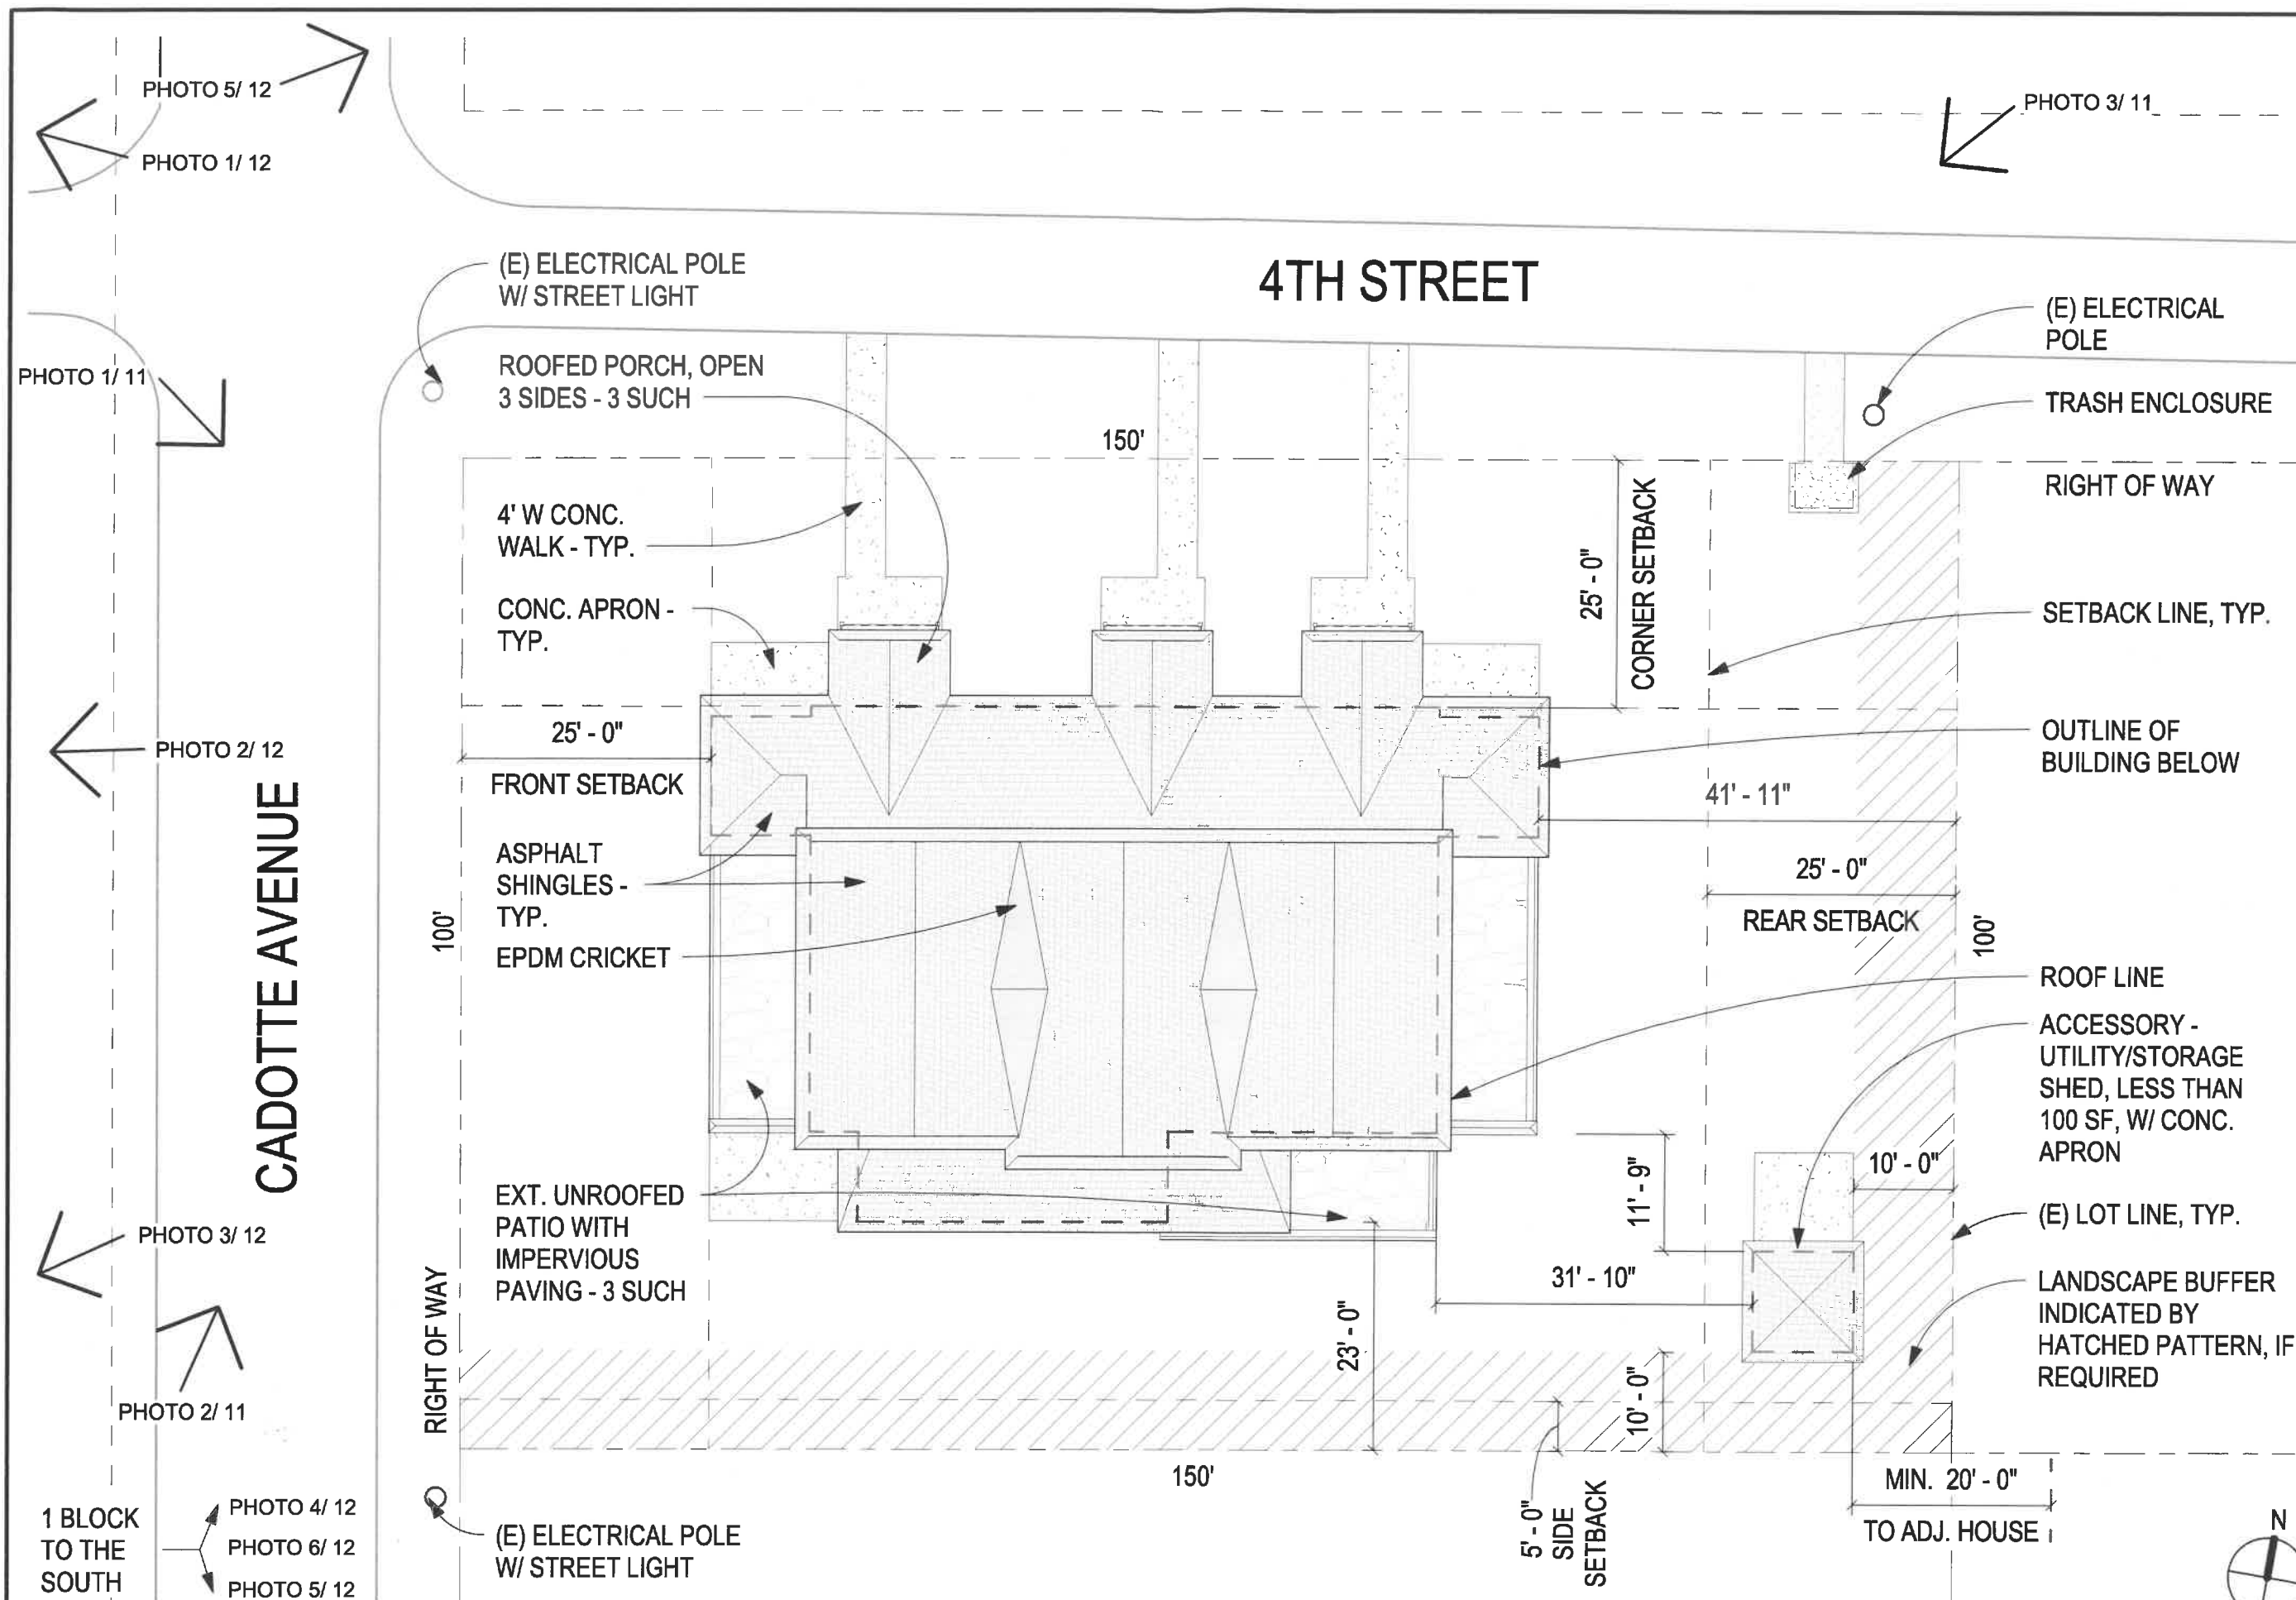 PHOTO 5/ 12
PHOTO 1/ 12
PHOTO 3/ 11
4TH STREET
(E) ELECTRICAL POLE
W/ STREET LIGHT
(E) ELECTRICAL
POLE
PHOTO 1/ 11
ROOFED PORCH, OPEN
3 SIDES - 3 SUCH
TRASH ENCLOSURE
150'
RIGHT OF WAY
4' W CONC.
WALK - TYP.
25' - 0"
CORNER SETBACK
CONC. APRON -
TYP.
SETBACK LINE, TYP.
PHOTO 2/ 12
25' - 0"
FRONT SETBACK
OUTLINE OF
BUILDING BELOW
41' - 11"
CADOTTE AVENUE
ASPHALT
SHINGLES -
TYP.
25' - 0"
REAR SETBACK
100'
100'
EPDM CRICKET
ROOF LINE
ACCESSORY -
UTILITY/STORAGE
SHED, LESS THAN
100 SF, W/ CONC.
APRON
10' - 0"
PHOTO 3/ 12
EXT. UNROOFED
PATIO WITH
IMPERVIOUS
PAVING - 3 SUCH
11' - 9"
31' - 10"
(E) LOT LINE, TYP.
RIGHT OF WAY
23' - 0"
LANDSCAPE BUFFER
INDICATED BY
HATCHED PATTERN, IF
REQUIRED
10' - 0"
PHOTO 2/ 11
150'
5' - 0"
SIDE
SETBACK
MIN. 20' - 0"
TO ADJ. HOUSE
1 BLOCK
TO THE
SOUTH
PHOTO 4/ 12
PHOTO 6/ 12
PHOTO 5/ 12
(E) ELECTRICAL POLE
W/ STREET LIGHT
N